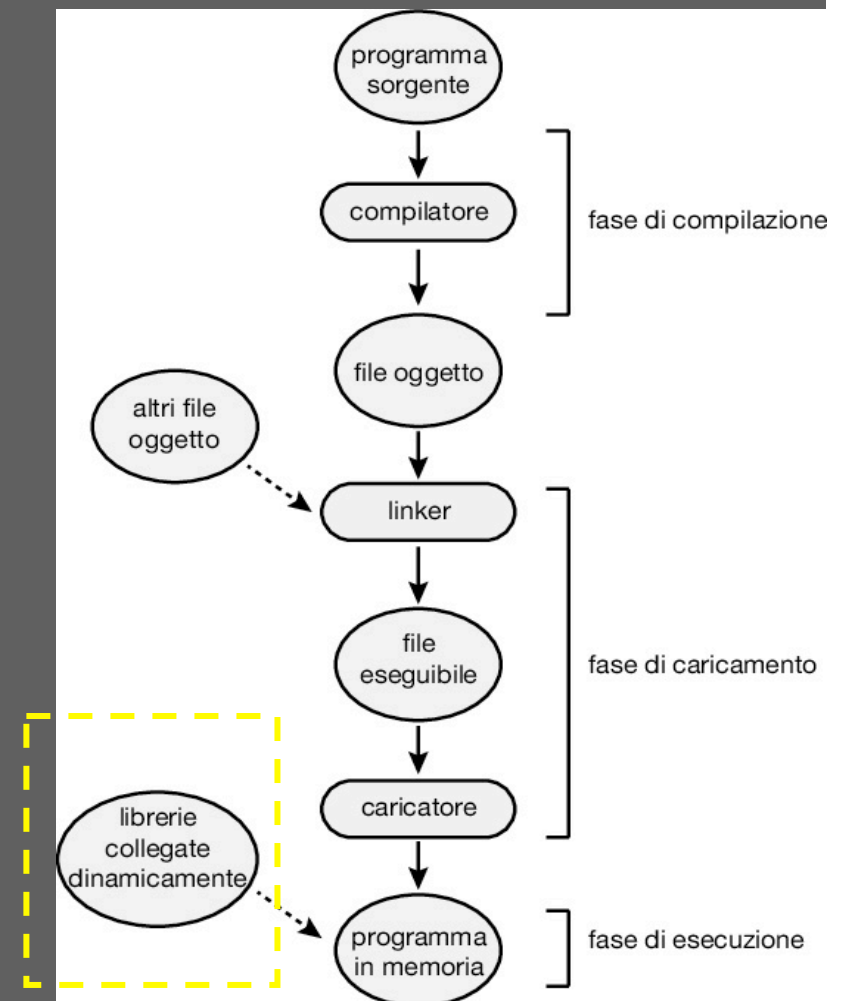 programma
sorgente
compilatore
fase di compilazione
file oggetto
altri file
oggetto
linker
file
eseguibile
fase di caricamento
caricatore
librerie
collegate
dinamicamente
programma
in memoria
fase di esecuzione